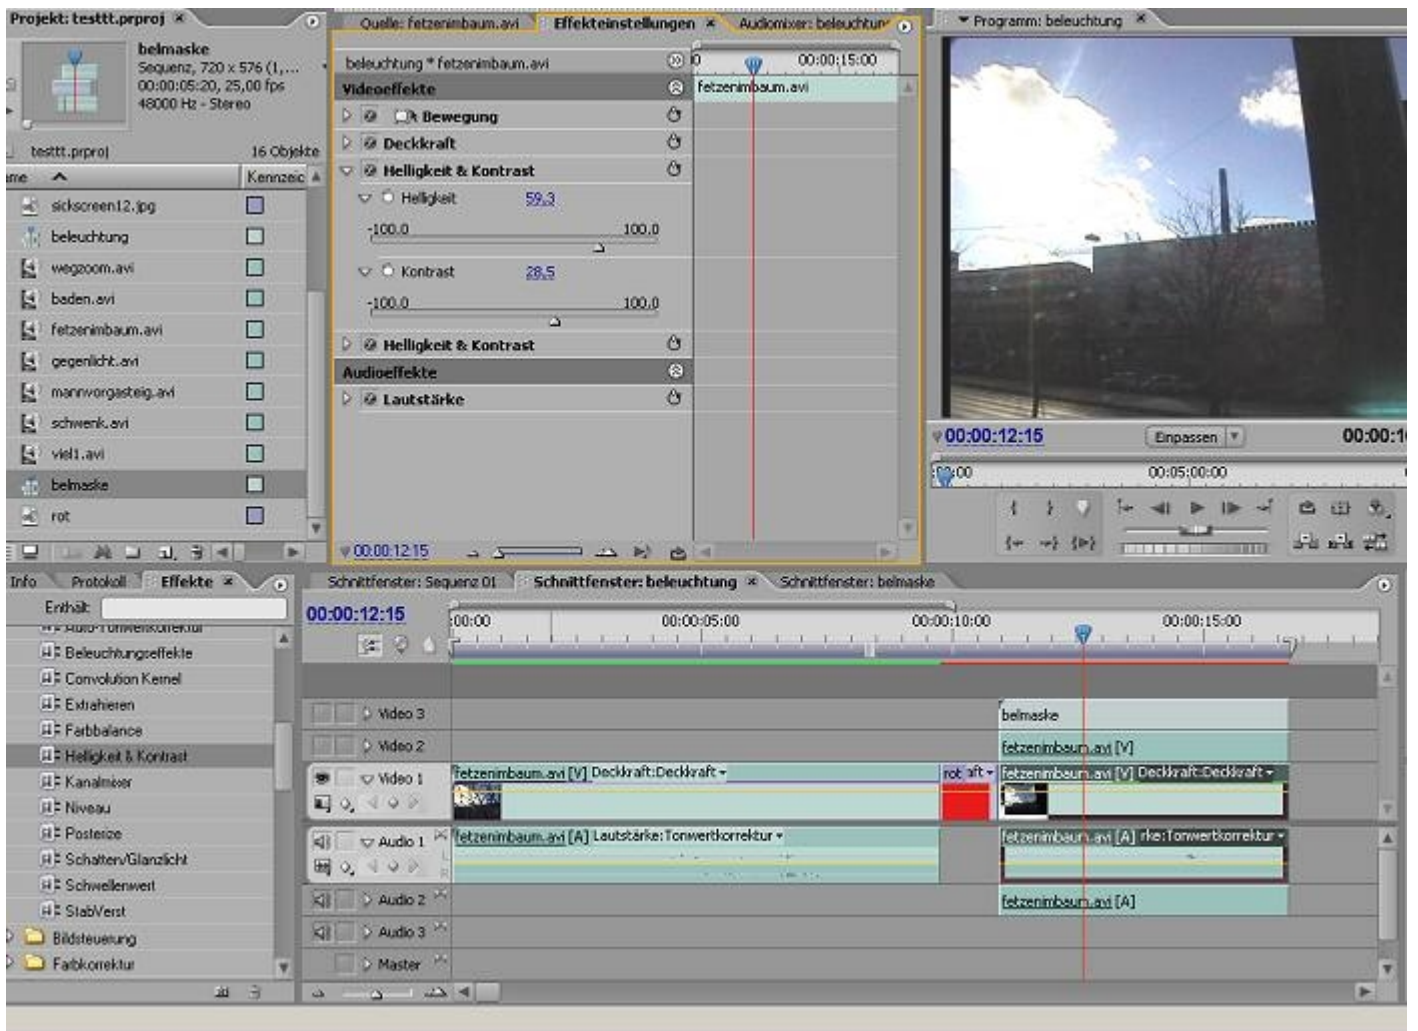 Projekt: testtt.prproj
belmaske
Sequenz, 720 x 576 (1,...
00:00:05:20, 25,00 fps
48000 Hz - Stereo
testtt.prproj
16 Objekte
Kennzeic
sickscreen12.jpg
beleuchtung
wegzoom.avi
baden.avi
fetzenimbaum.avi
gegenlicht.avi
mannvorgasteig.avi
schwenk.avi
viel1.avi
belmaske
rot
Quelle: fetzenimbaum.avi
Effekteinstellungen
Audiomixer: beleuchtung
beleuchtung * fetzenimbaum.avi
00:00:15:00
Videoeffekte
fetzenimbaum.avi
Bewegung
Deckkraft
Helligkeit & Kontrast
Helligkeit 59,3
-100,0 100,0
Kontrast 28,5
-100,0 100,0
Helligkeit & Kontrast
Audioeffekte
Lautstärke
00:00:12:15
Programm: beleuchtung
00:00:12:15
Einpassen
00:00:1
00:05:00:00
Info
Protokoll
Effekte
Enthält:
Beleuchtungseffekte
Convolution Kernel
Extrahieren
Farbbalance
Helligkeit & Kontrast
Kanalmixer
Niveau
Posterize
Schatten/Glanzlicht
Schwellenwert
StabVerst
Bildsteuerung
Farbkorrektur
Schnittfenster: Sequenz 01
Schnittfenster: beleuchtung
Schnittfenster: belmaske
00:00:12:15
:00:00 00:00:05:00 00:00:10:00 00:00:15:00
Video 3
belmaske
Video 2
fetzenimbaum.avi [V]
Video 1
fetzenimbaum.avi [V] Deckkraft:Deckkraft
rot aft
fetzenimbaum.avi [V] Deckkraft:Deckkraft
Audio 1
fetzenimbaum.avi [A] Lautstärke:Tonwertkorrektur
fetzenimbaum.avi [A] rke:Tonwertkorrektur
Audio 2
fetzenimbaum.avi [A]
Audio 3
Master